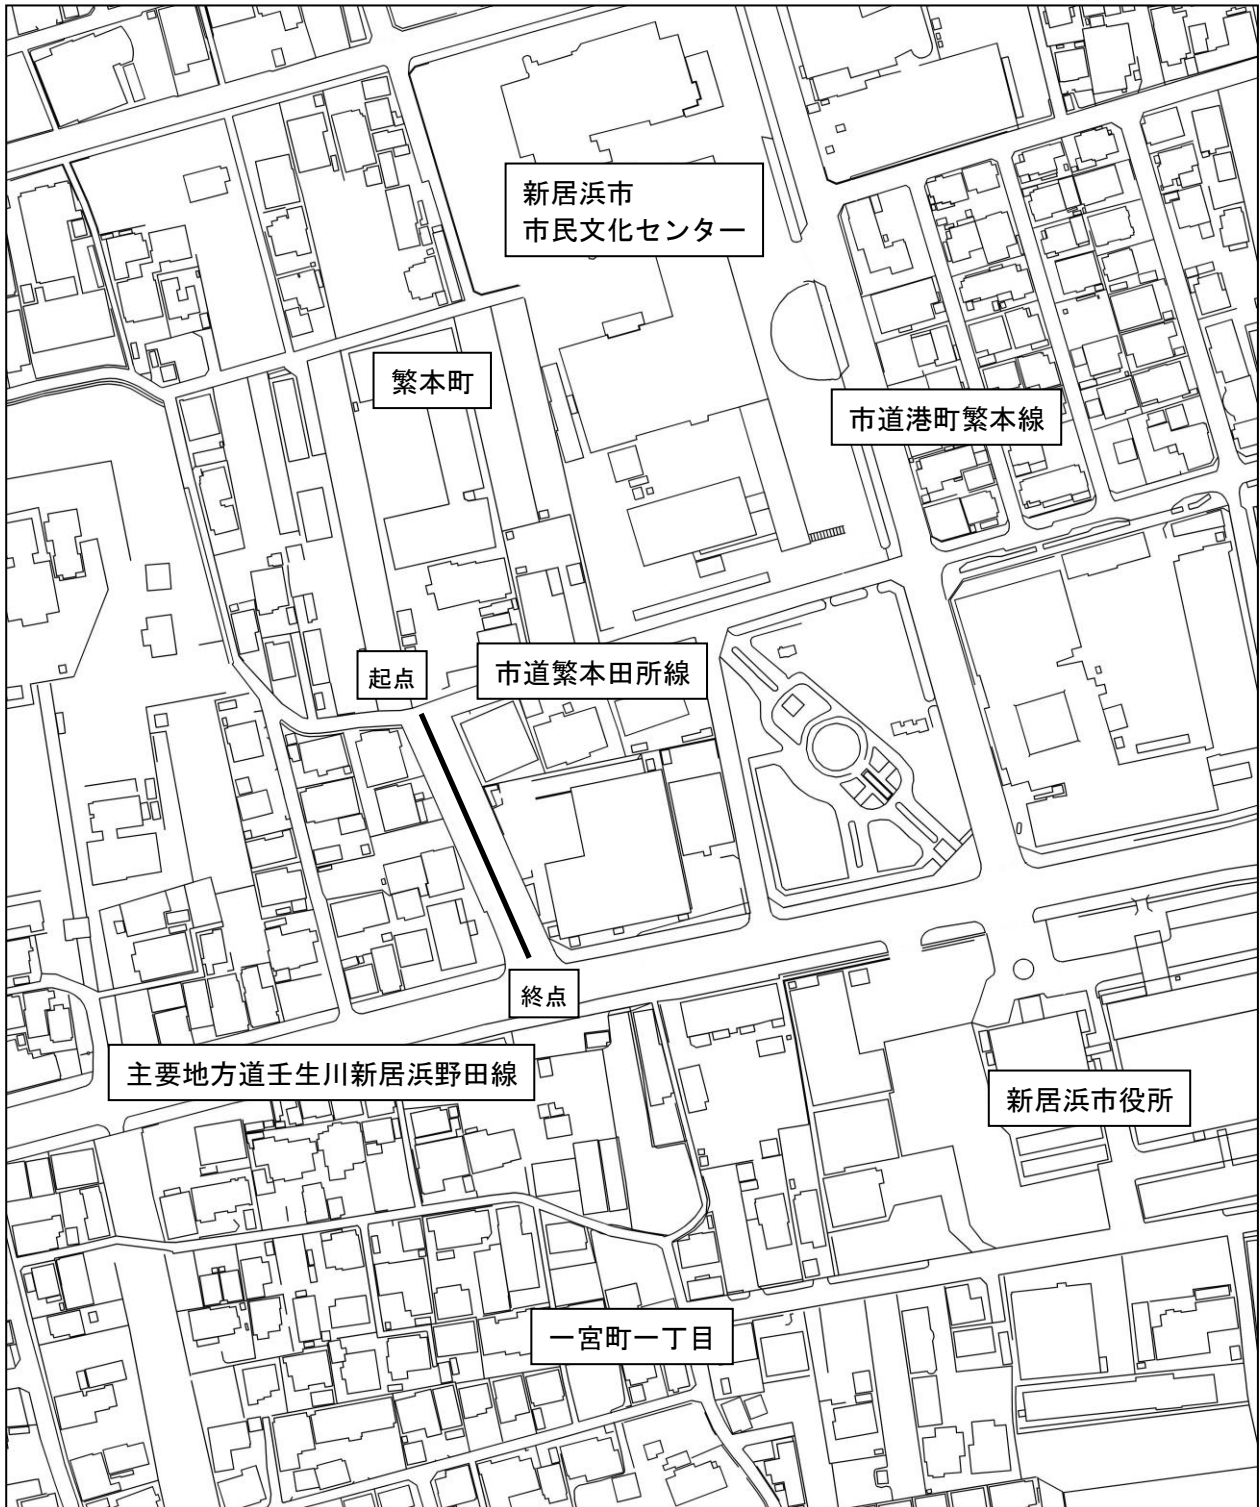 新居浜市
市民文化センター
繁本町
市道港町繁本線
起点
市道繁本田所線
終点
主要地方道壬生川新居浜野田線
新居浜市役所
一宮町一丁目